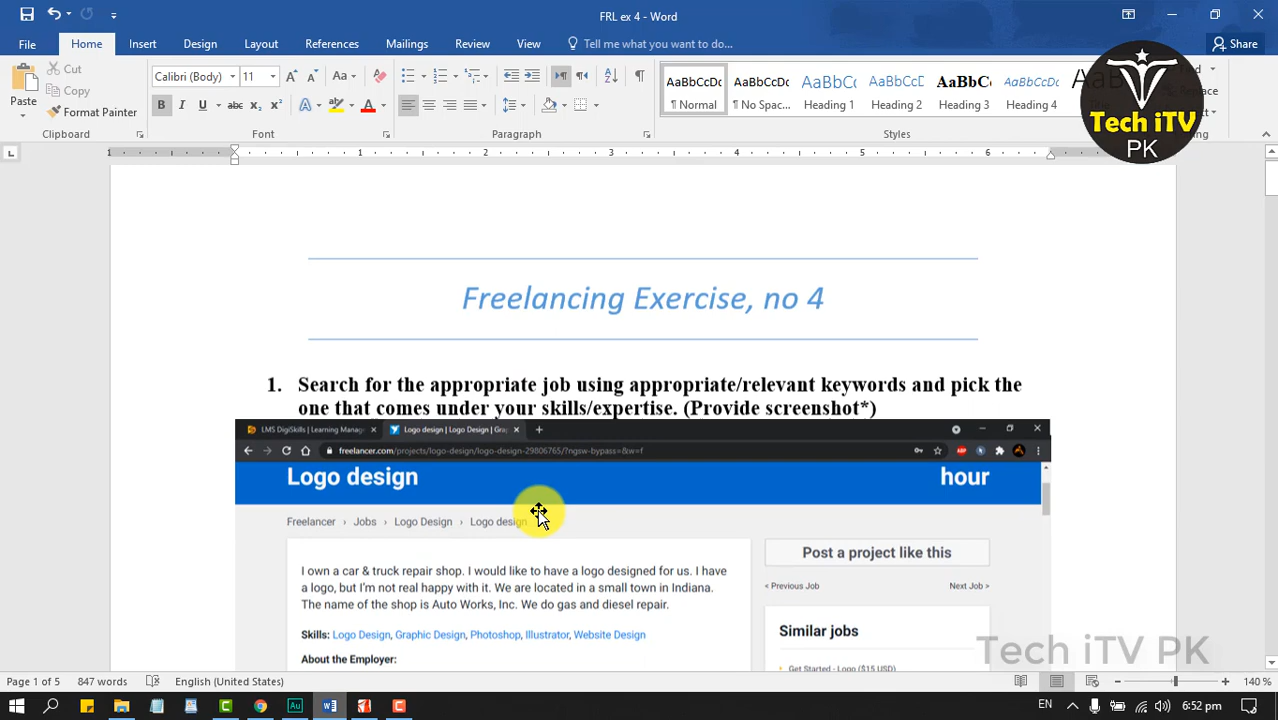 FRL ex 4 - Word
File Home Insert Design Layout References Mailings Review View Tell me what you want to do... Share
Paste
Cut
Copy
Format Painter
Clipboard
Calibri (Body) 11
Font
Paragraph
AaBbCcDc AaBbCcDc AaBbCc AaBbCcD AaBbC AaBbCcD
¶ Normal ¶ No Spac... Heading 1 Heading 2 Heading 3 Heading 4
Styles
Tech iTV
PK
1 1 2 3 4 5 6
Freelancing Exercise, no 4
1. Search for the appropriate job using appropriate/relevant keywords and pick the
one that comes under your skills/expertise. (Provide screenshot*)
LMS DigiSkills | Learning Manag Logo design | Logo Design | Gra
freelancer.com/projects/logo-design/logo-design-29806765/?ngsw-bypass=&w=f
Logo design hour
Freelancer › Jobs › Logo Design › Logo design
Post a project like this
< Previous Job Next Job >
I own a car & truck repair shop. I would like to have a logo designed for us. I have
a logo, but I'm not real happy with it. We are located in a small town in Indiana.
The name of the shop is Auto Works, Inc. We do gas and diesel repair.
Skills: Logo Design, Graphic Design, Photoshop, Illustrator, Website Design
About the Employer:
Similar jobs
Get Started - Logo ($15 USD)
Tech iTV PK
Page 1 of 5 847 words English (United States) 140 %
EN 6:52 pm